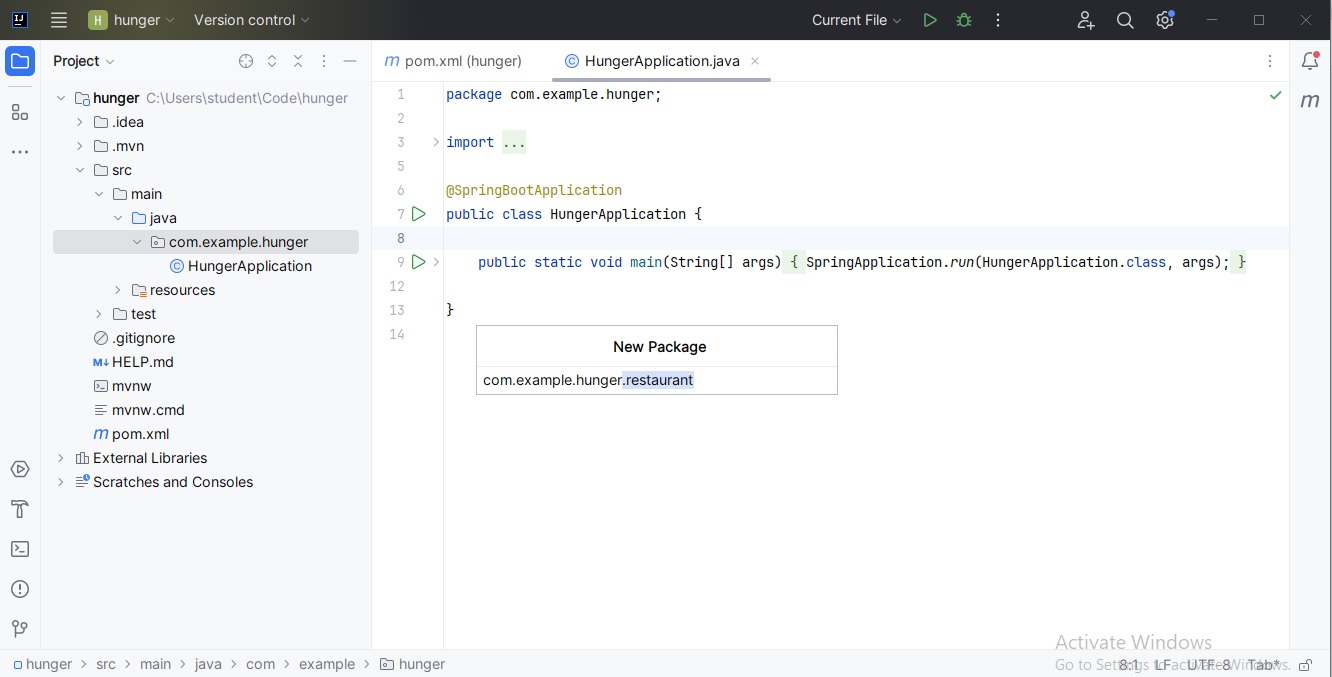 H hunger Version control Current File
Project
pom.xml (hunger) HungerApplication.java
hunger C:\Users\student\Code\hunger
.idea
.mvn
src
main
java
com.example.hunger
HungerApplication
resources
test
.gitignore
M↓ HELP.md
mvnw
mvnw.cmd
m pom.xml
External Libraries
Scratches and Consoles
1 package com.example.hunger;
2
3 import ...
5
6 @SpringBootApplication
7 public class HungerApplication {
8
9 public static void main(String[] args) { SpringApplication.run(HungerApplication.class, args); }
12
13 }
14
New Package
com.example.hunger.restaurant
Activate Windows
Go to Settings to activate Windows.
hunger > src > main > java > com > example > hunger 8:1 LF UTF-8 Tab*